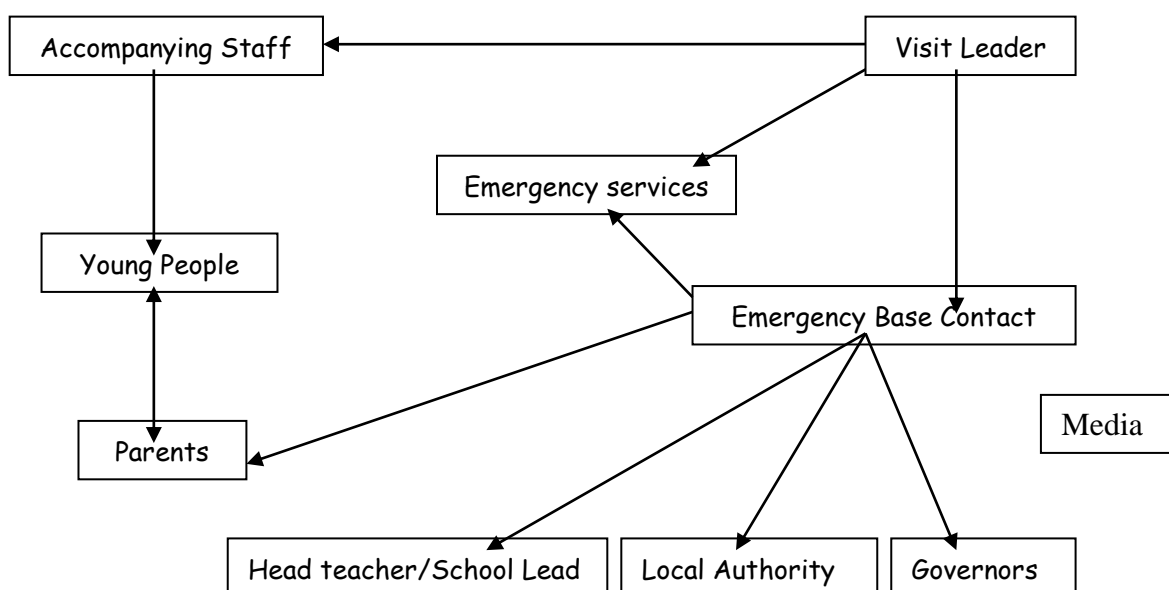 Accompanying Staff
Visit Leader
Emergency services
Young People
Emergency Base Contact
Media
Parents
Head teacher/School Lead
Local Authority
Governors